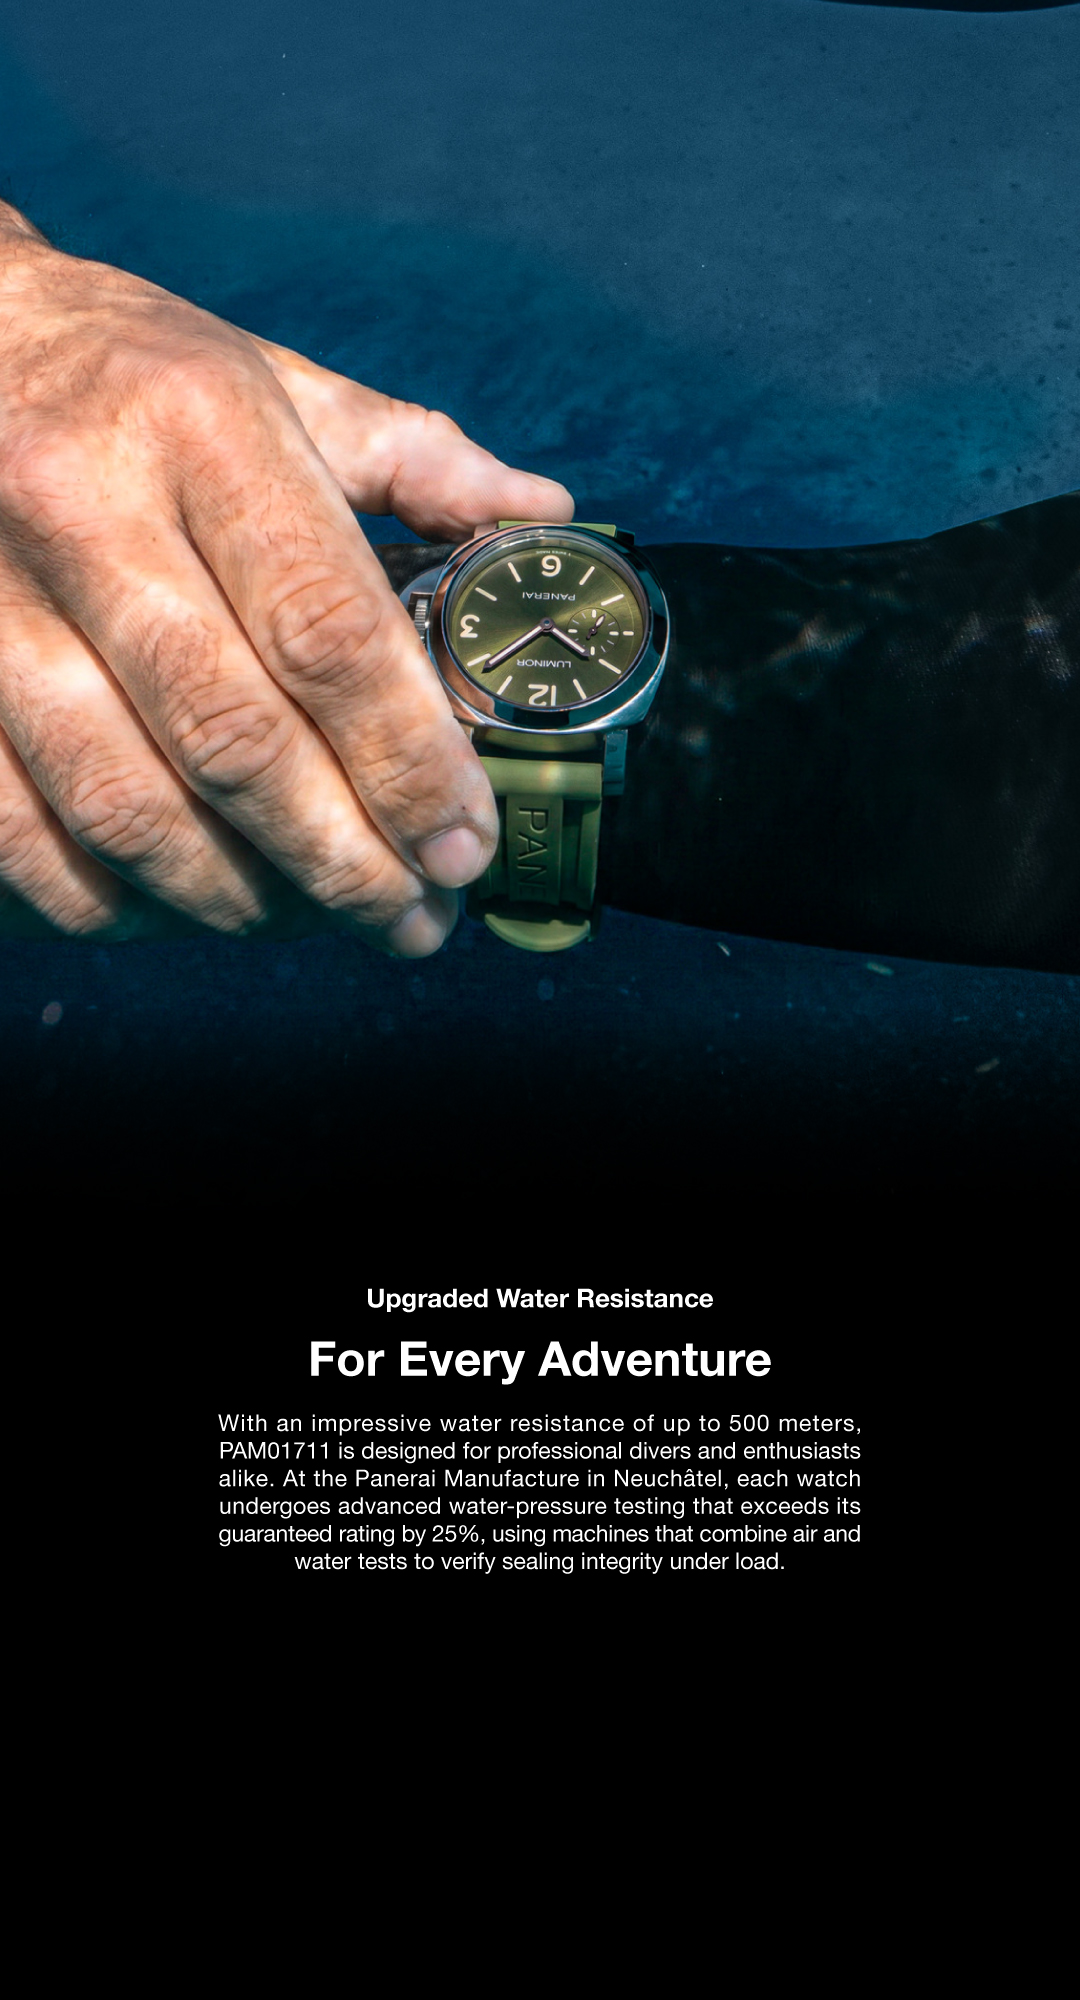 6
PANERAI
3
LUMINOR
12
PAN
Upgraded Water Resistance
For Every Adventure
With an impressive water resistance of up to 500 meters,
PAM01711 is designed for professional divers and enthusiasts
alike. At the Panerai Manufacture in Neuchâtel, each watch
undergoes advanced water-pressure testing that exceeds its
guaranteed rating by 25%, using machines that combine air and
water tests to verify sealing integrity under load.